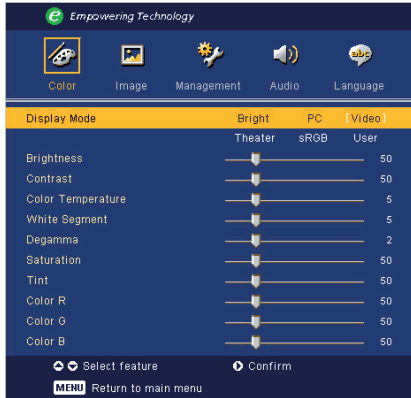 e Empowering Technology
Color Image Management Audio Language
abc
Display Mode Bright PC [Video]
Theater sRGB User
Brightness 50
Contrast 50
Color Temperature 5
White Segment 5
Degamma 2
Saturation 50
Tint 50
Color R 50
Color G 50
Color B 50
Select feature Confirm
MENU Return to main menu